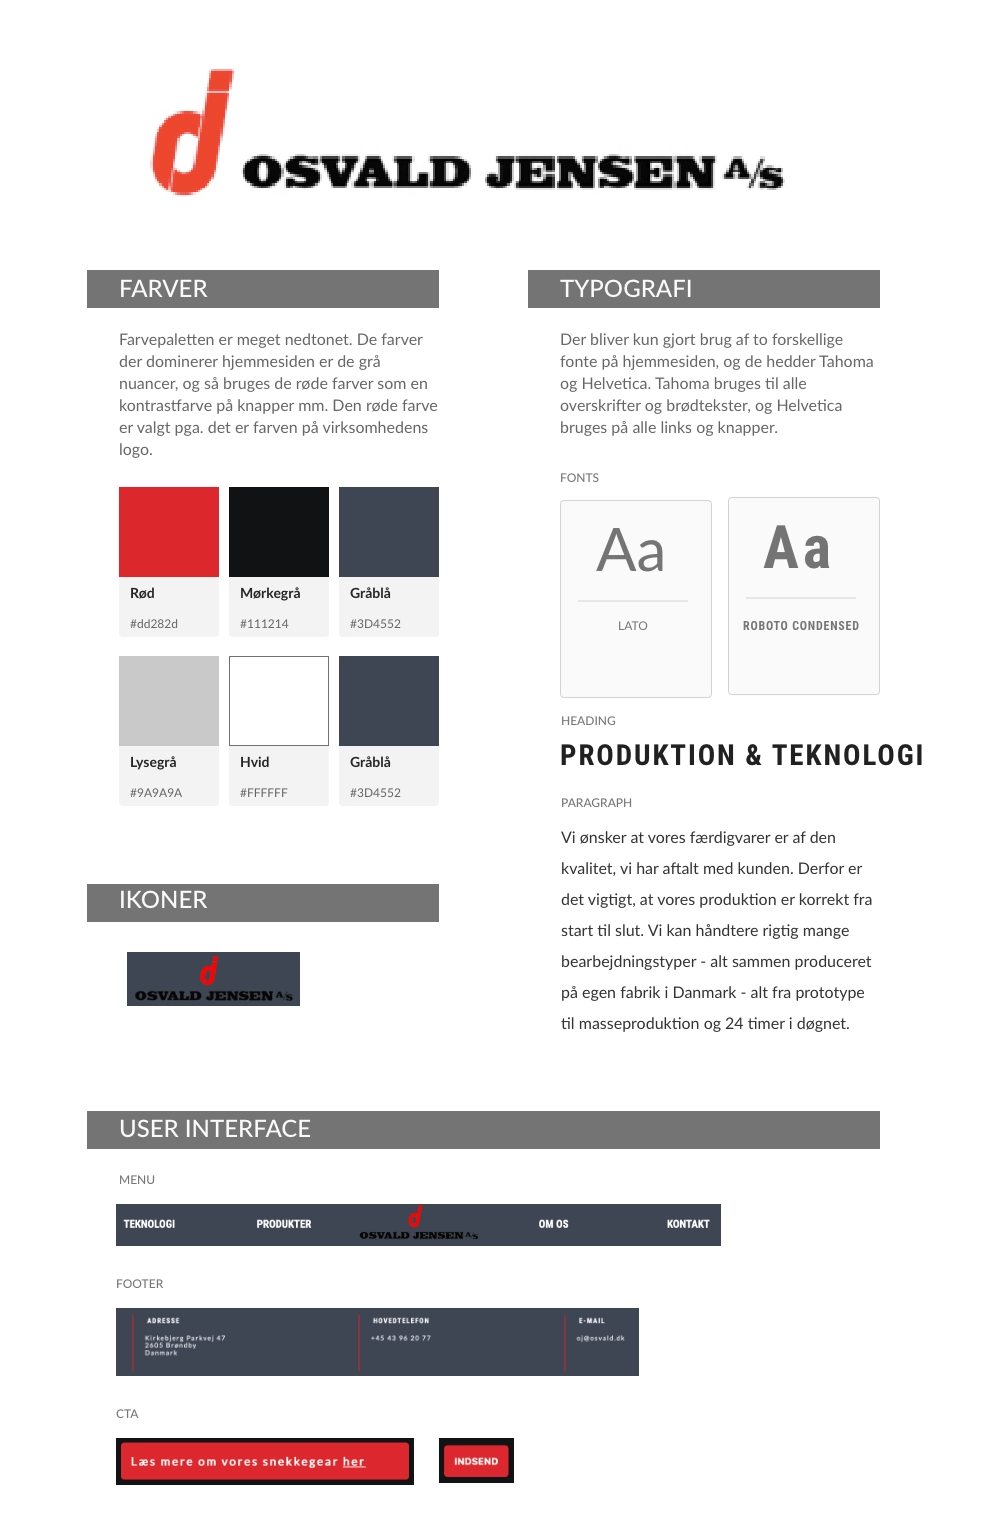 OSVALD JENSEN A/S
FARVER
Farvepaletten er meget nedtonet. De farver
der dominerer hjemmesiden er de grå
nuancer, og så bruges de røde farver som en
kontrastfarve på knapper mm. Den røde farve
er valgt pga. det er farven på virksomhedens
logo.
Rød
#dd282d
Mørkegrå
#111214
Gråblå
#3D4552
Lysegrå
#9A9A9A
Hvid
#FFFFFF
Gråblå
#3D4552
IKONER
OSVALD JENSEN A/S
TYPOGRAFI
Der bliver kun gjort brug af to forskellige
fonte på hjemmesiden, og de hedder Tahoma
og Helvetica. Tahoma bruges til alle
overskrifter og brødtekster, og Helvetica
bruges på alle links og knapper.
FONTS
Aa
LATO
Aa
ROBOTO CONDENSED
HEADING
PRODUKTION & TEKNOLOGI
PARAGRAPH
Vi ønsker at vores færdigvarer er af den
kvalitet, vi har aftalt med kunden. Derfor er
det vigtigt, at vores produktion er korrekt fra
start til slut. Vi kan håndtere rigtig mange
bearbejdningstyper - alt sammen produceret
på egen fabrik i Danmark - alt fra prototype
til masseproduktion og 24 timer i døgnet.
USER INTERFACE
MENU
TEKNOLOGI
PRODUKTER
OSVALD JENSEN A/S
OM OS
KONTAKT
FOOTER
ADRESSE
Kirkebjerg Parkvej 47
2605 Brøndby
Danmark
HOVEDTELEFON
+45 43 96 20 77
E-MAIL
oj@osvald.dk
CTA
Læs mere om vores snekkegear her
INDSEND